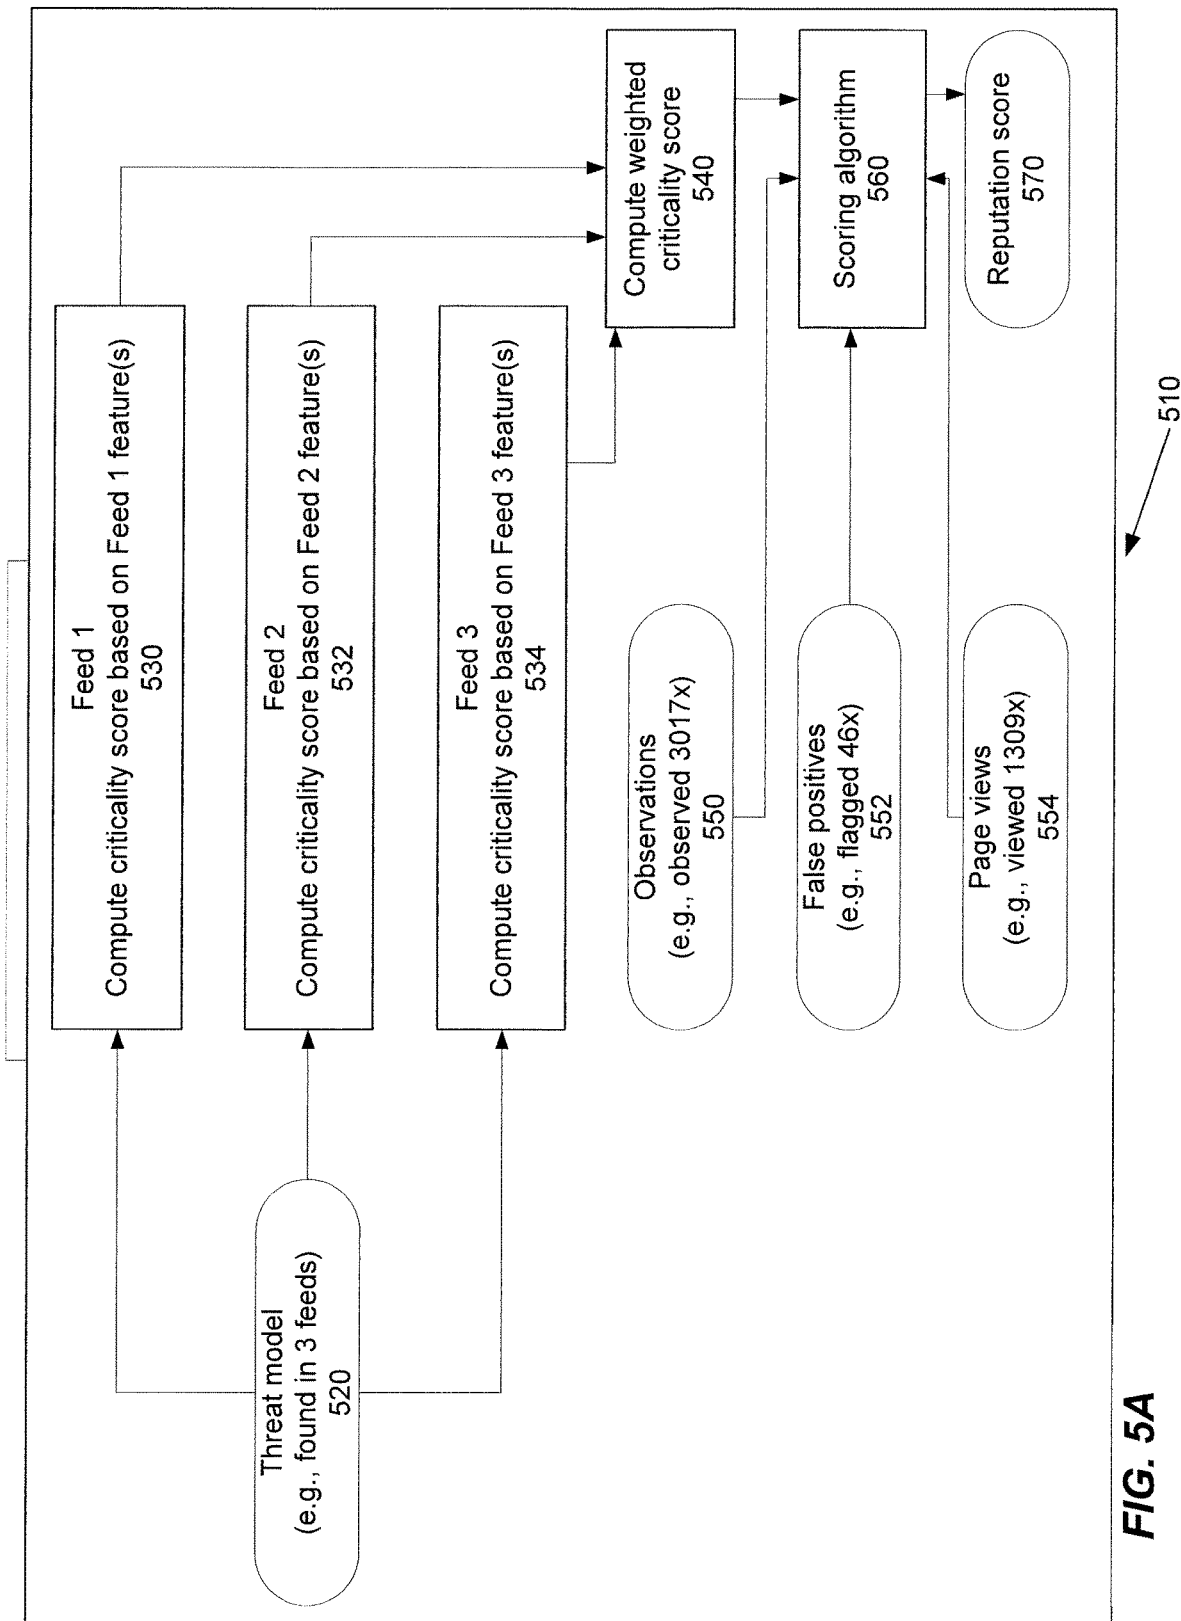 Threat model
(e.g., found in 3 feeds)
520
Feed 1
Compute criticality score based on Feed 1 feature(s)
530
Feed 2
Compute criticality score based on Feed 2 feature(s)
532
Feed 3
Compute criticality score based on Feed 3 feature(s)
534
Compute weighted
criticality score
540
Observations
(e.g., observed 3017x)
550
False positives
(e.g., flagged 46x)
552
Page views
(e.g., viewed 1309x)
554
Scoring algorithm
560
Reputation score
570
510
FIG. 5A